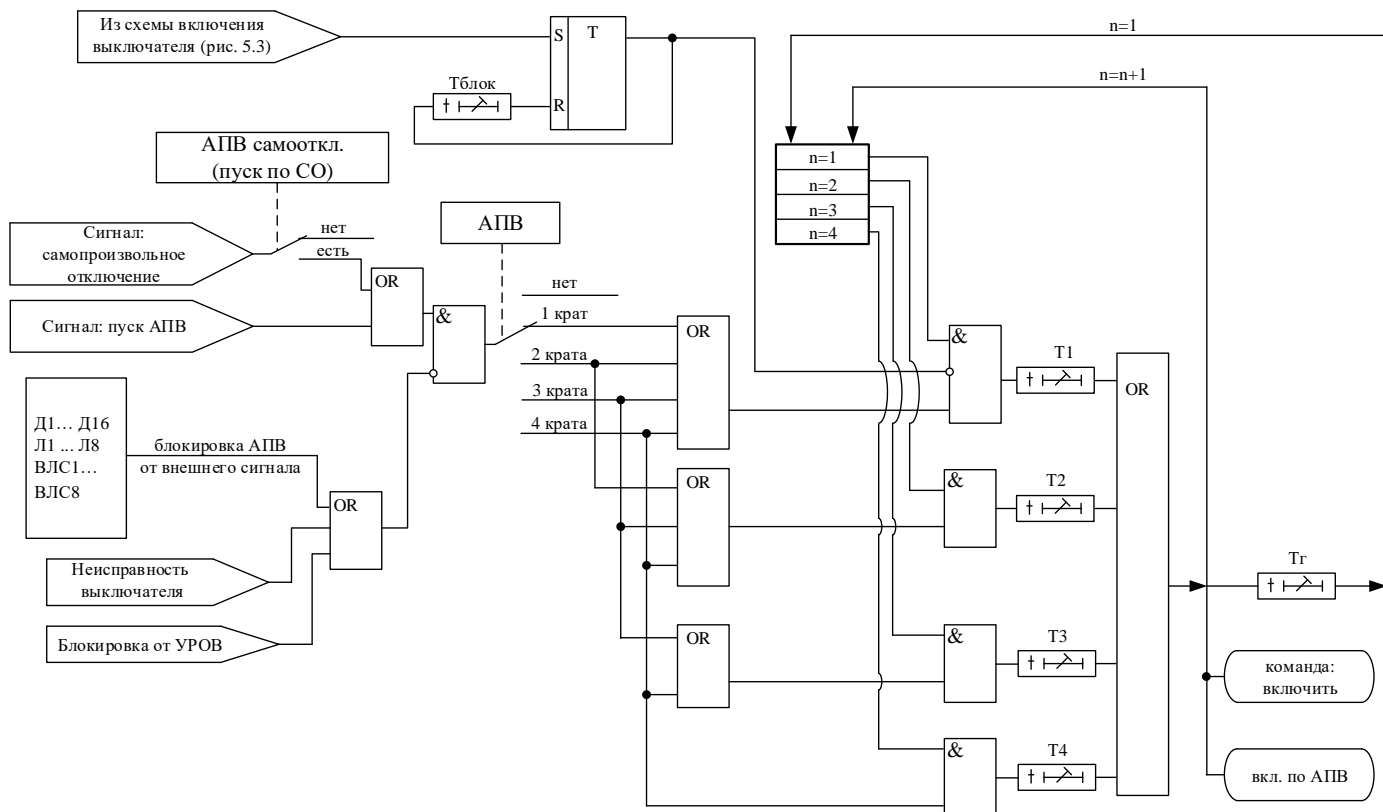 Из схемы включения
выключателя (рис. 5.3)
S
T
R
Tблок
n=1
n=n+1
АПВ самооткл.
(пуск по СО)
n=1
n=2
n=3
n=4
Сигнал:
самопроизвольное
отключение
нет
есть
АПВ
OR
&
Сигнал: пуск АПВ
нет
1 крат
2 крата
3 крата
4 крата
OR
&
T1
OR
Д1… Д16
Л1 ... Л8
ВЛС1…
ВЛС8
блокировка АПВ
от внешнего сигнала
OR
OR
&
T2
Неисправность
выключателя
Блокировка от УРОВ
Тг
OR
&
T3
команда:
включить
&
T4
вкл. по АПВ